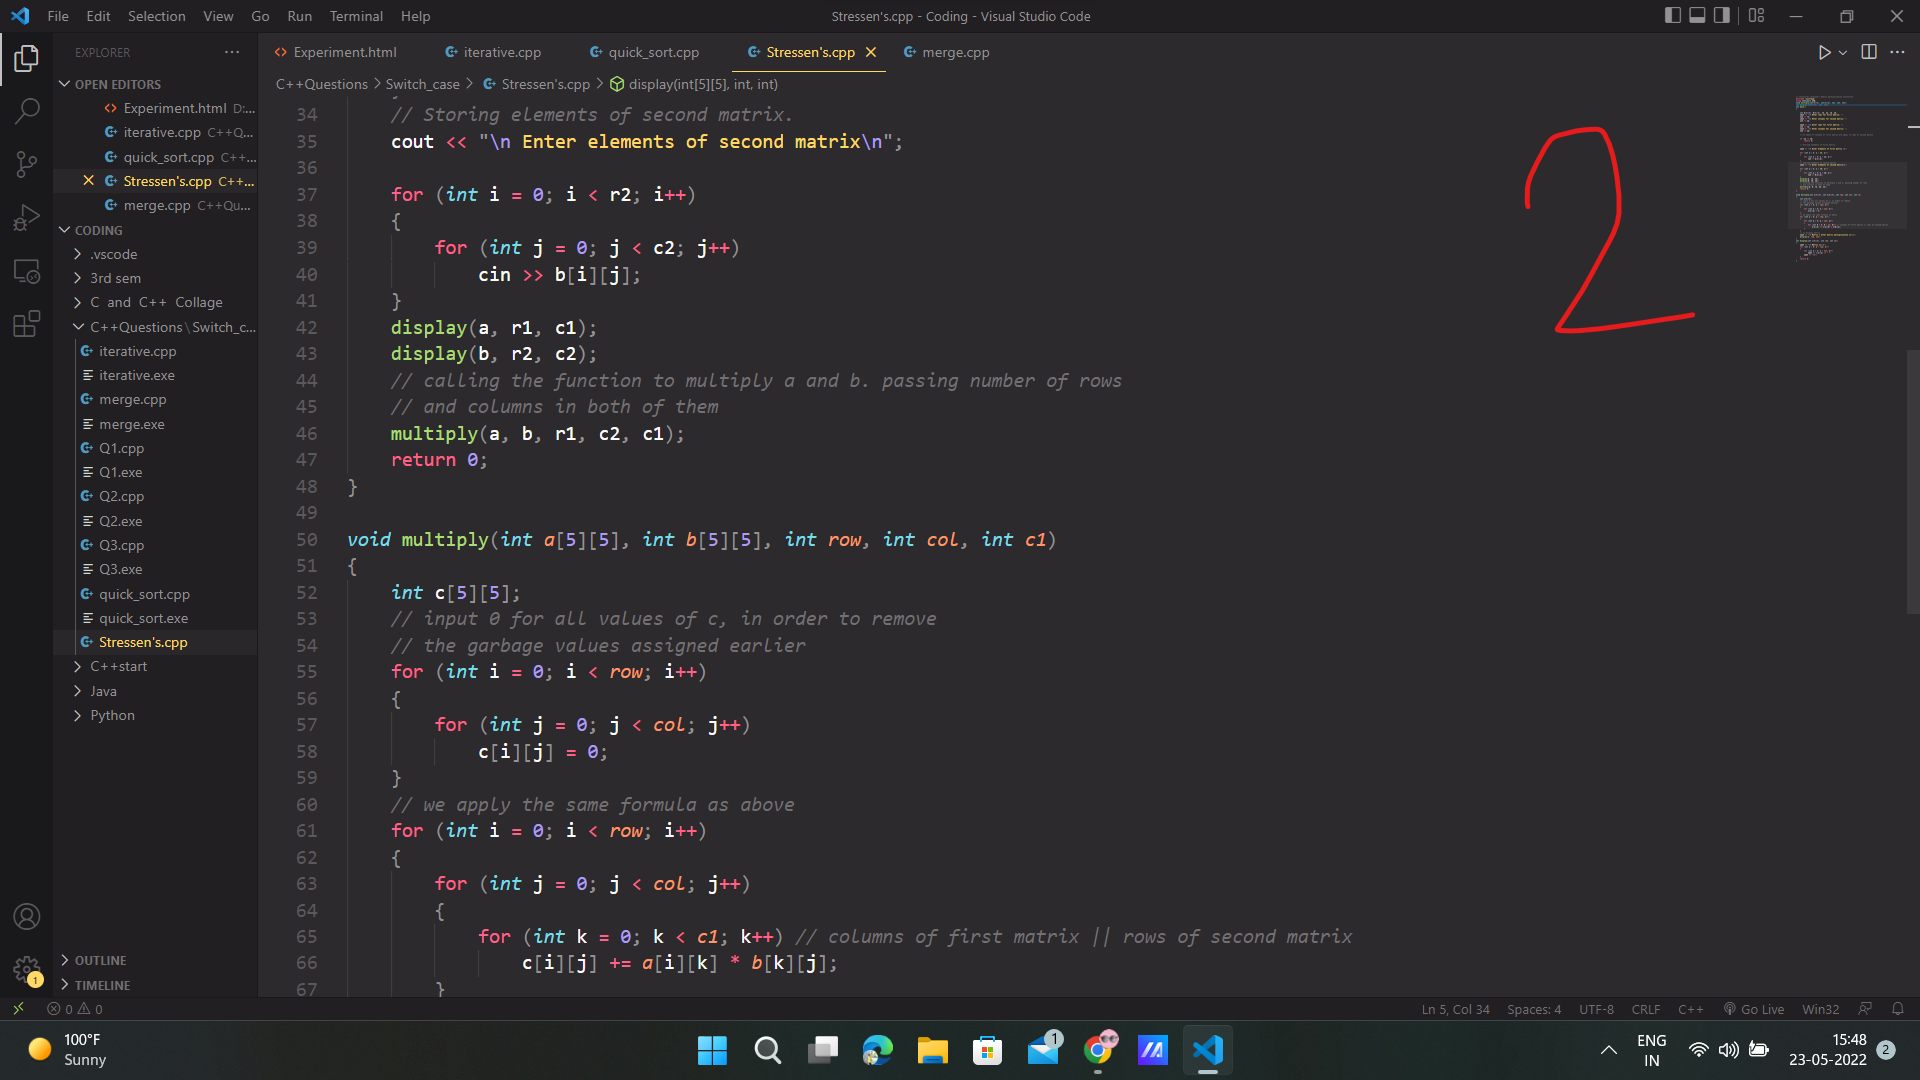 File Edit Selection View Go Run Terminal Help
Stressen's.cpp - Coding - Visual Studio Code
EXPLORER
OPEN EDITORS
Experiment.html D:...
iterative.cpp C++Q...
quick_sort.cpp C++...
Stressen's.cpp C++...
merge.cpp C++Qu...
CODING
.vscode
3rd sem
C and C++ Collage
C++Questions\Switch_c...
iterative.cpp
iterative.exe
merge.cpp
merge.exe
Q1.cpp
Q1.exe
Q2.cpp
Q2.exe
Q3.cpp
Q3.exe
quick_sort.cpp
quick_sort.exe
Stressen's.cpp
C++start
Java
Python
OUTLINE
TIMELINE
Experiment.html iterative.cpp quick_sort.cpp Stressen's.cpp merge.cpp
C++Questions > Switch_case > Stressen's.cpp > display(int[5][5], int, int)
34 // Storing elements of second matrix.
35 cout << "\n Enter elements of second matrix\n";
36
37 for (int i = 0; i < r2; i++)
38 {
39 for (int j = 0; j < c2; j++)
40 cin >> b[i][j];
41 }
42 display(a, r1, c1);
43 display(b, r2, c2);
44 // calling the function to multiply a and b. passing number of rows
45 // and columns in both of them
46 multiply(a, b, r1, c2, c1);
47 return 0;
48 }
49
50 void multiply(int a[5][5], int b[5][5], int row, int col, int c1)
51 {
52 int c[5][5];
53 // input 0 for all values of c, in order to remove
54 // the garbage values assigned earlier
55 for (int i = 0; i < row; i++)
56 {
57 for (int j = 0; j < col; j++)
58 c[i][j] = 0;
59 }
60 // we apply the same formula as above
61 for (int i = 0; i < row; i++)
62 {
63 for (int j = 0; j < col; j++)
64 {
65 for (int k = 0; k < c1; k++) // columns of first matrix || rows of second matrix
66 c[i][j] += a[i][k] * b[k][j];
67 }
2
1
0 0
Ln 5, Col 34 Spaces: 4 UTF-8 CRLF C++ Go Live Win32
100°F
Sunny
1
ENG
IN
15:48
23-05-2022
2